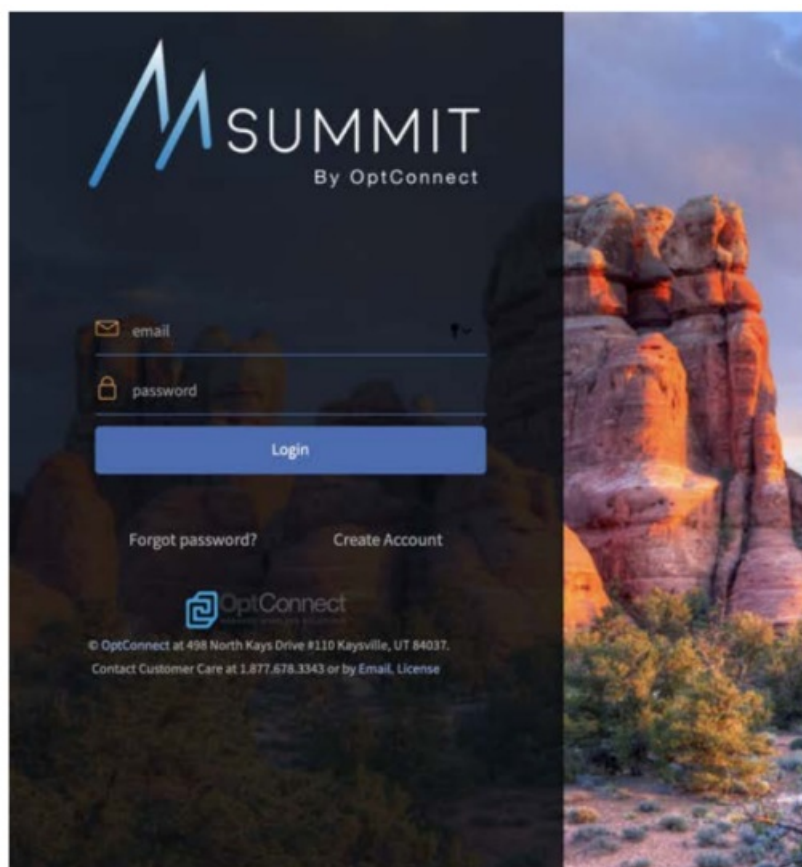 SUMMIT
By OptConnect
email
password
Login
Forgot password? Create Account
OptConnect
© OptConnect at 498 North Kays Drive #110 Kaysville, UT 84037.
Contact Customer Care at 1.877.678.3343 or by Email. License